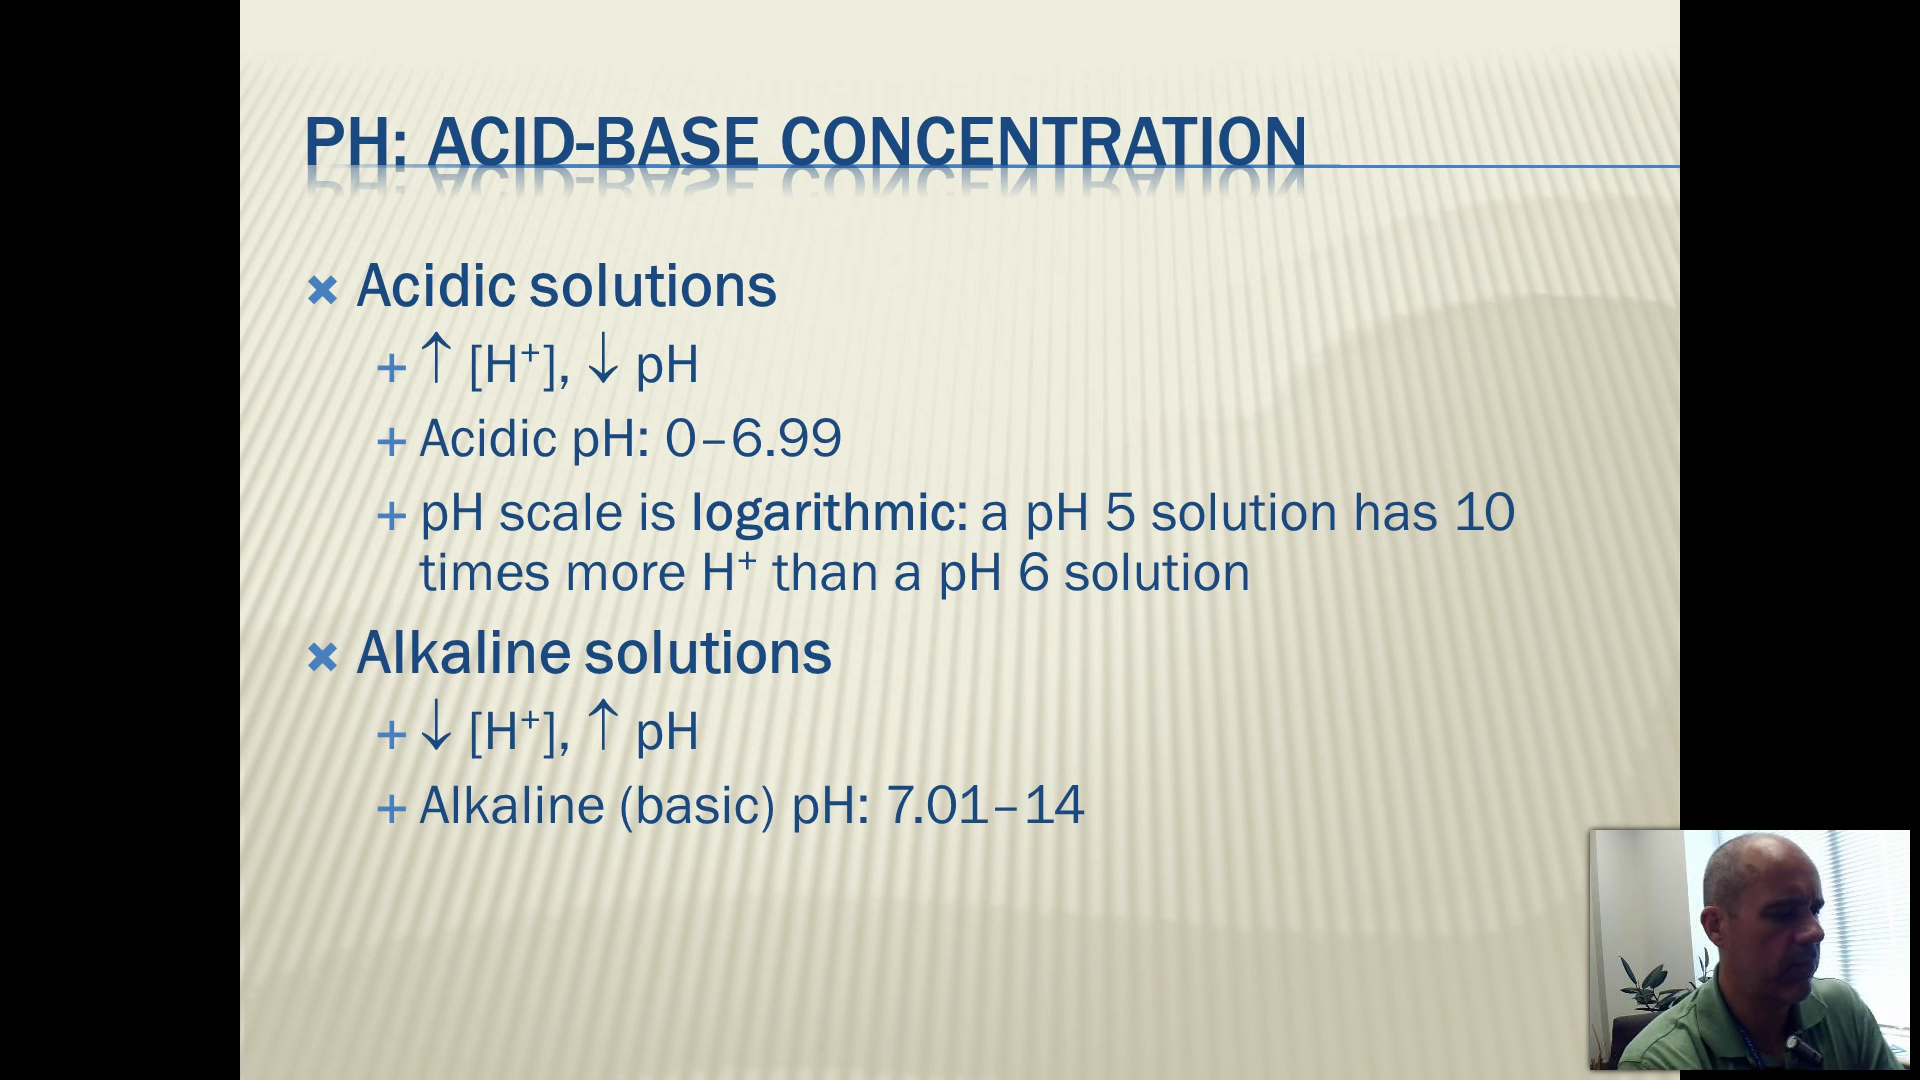 PH: ACID-BASE CONCENTRATION
Acidic solutions
↑ [H⁺], ↓ pH
Acidic pH: 0–6.99
pH scale is logarithmic: a pH 5 solution has 10
times more H⁺ than a pH 6 solution
Alkaline solutions
↓ [H⁺], ↑ pH
Alkaline (basic) pH: 7.01–14